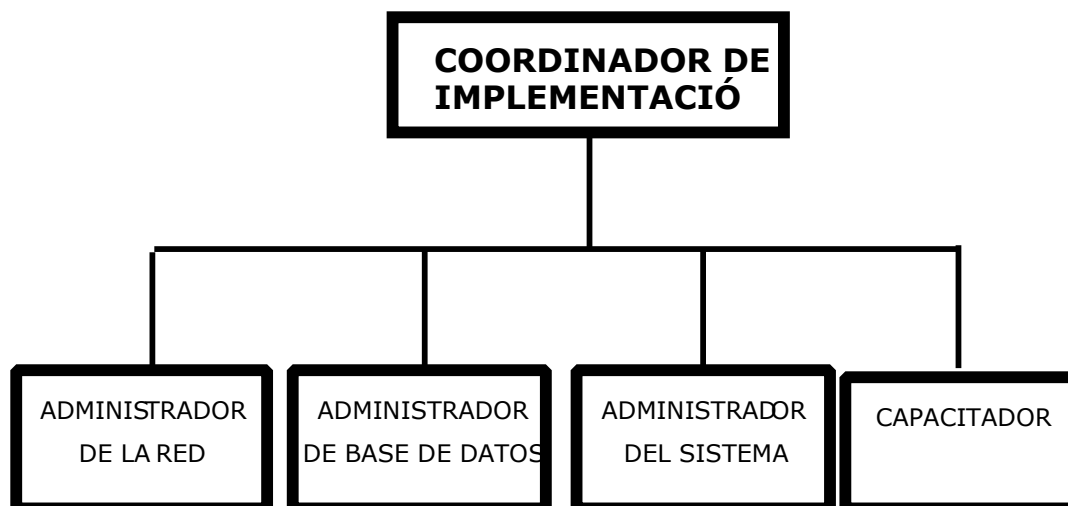 COORDINADOR DE
IMPLEMENTACIÓ
ADMINISTRADOR
DE LA RED
ADMINISTRADOR
DE BASE DE DATOS
ADMINISTRADOR
DEL SISTEMA
CAPACITADOR